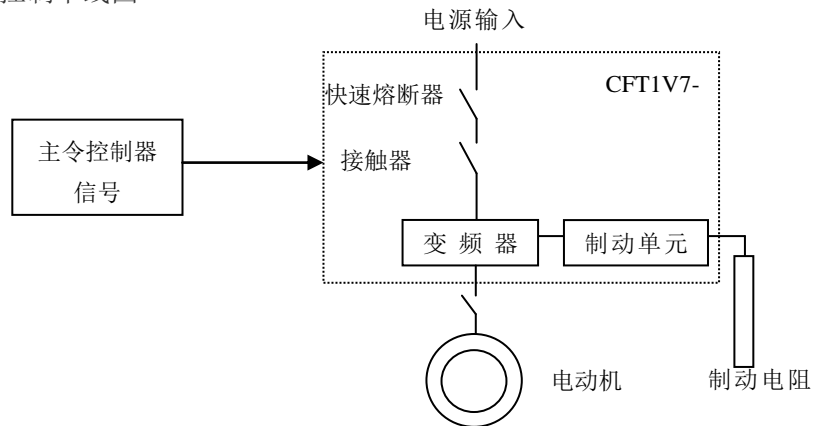 电源输入
CFT1V7-
快速熔断器
主令控制器
信号
接触器
变频器
制动单元
电动机
制动电阻